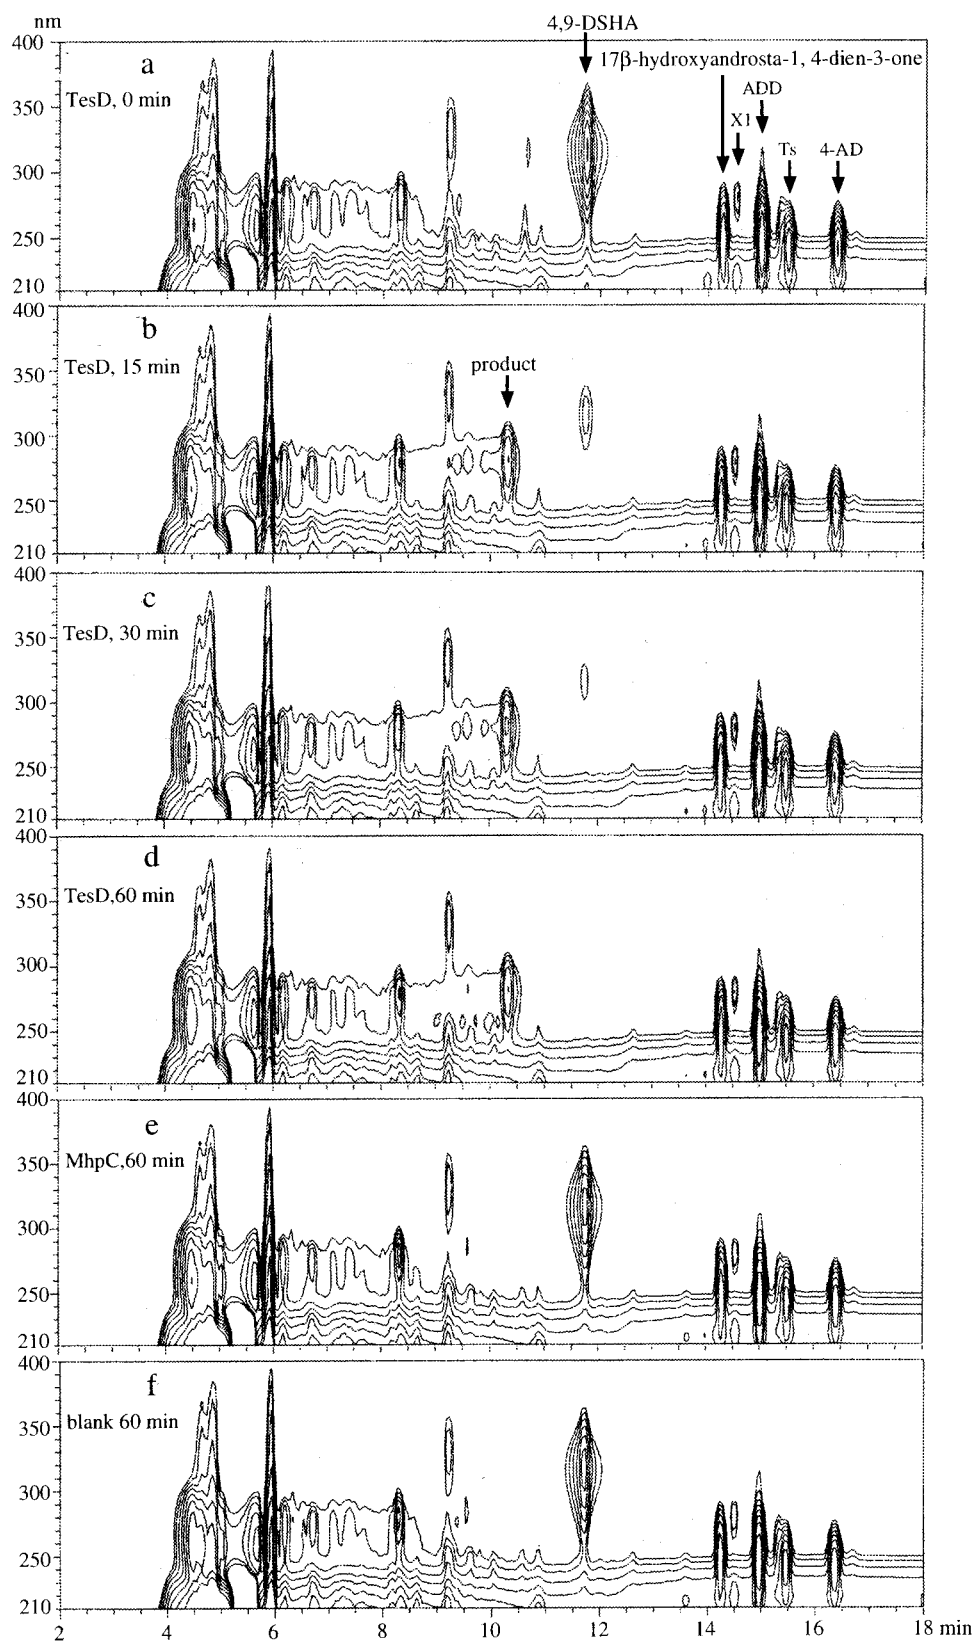 nm
4,9-DSHA
400
a
17β-hydroxyandrosta-1, 4-dien-3-one
TesD, 0 min
ADD
350
X1
Ts
4-AD
300
250
210
400
b
TesD, 15 min
product
350
300
250
210
400
c
TesD, 30 min
350
300
250
210
400
d
TesD,60 min
350
300
250
210
400
e
MhpC,60 min
350
300
250
210
400
f
blank 60 min
350
300
250
210
2 4 6 8 10 12 14 16 18 min